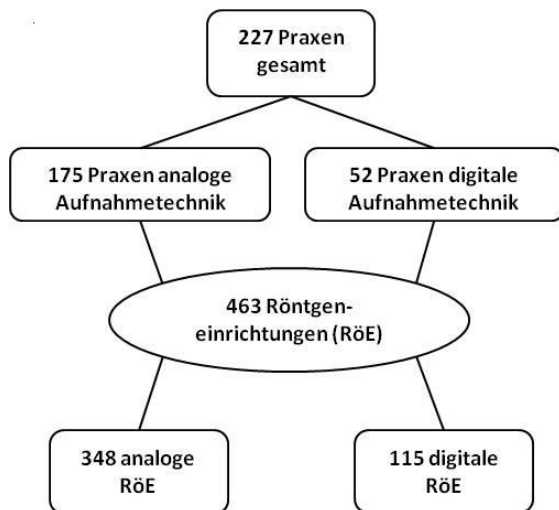 227 Praxen
gesamt
175 Praxen analoge
Aufnahmetechnik
52 Praxen digitale
Aufnahmetechnik
463 Röntgen-
einrichtungen (RöE)
348 analoge
RöE
115 digitale
RöE